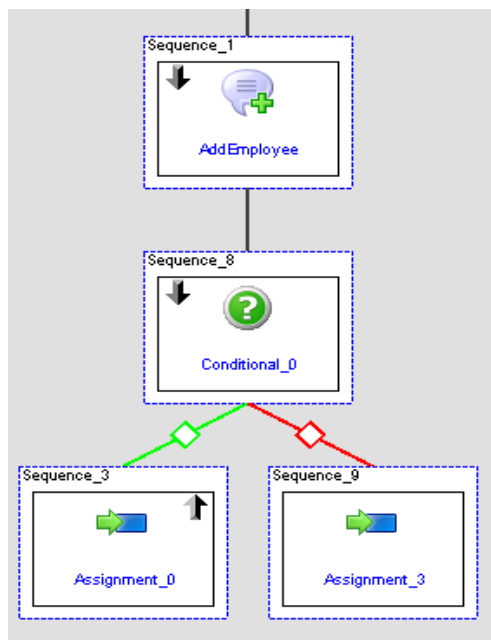 Sequence_1
AddEmployee
Sequence_8
Conditional_0
Sequence_3
Sequence_9
Assignment_0
Assignment_3